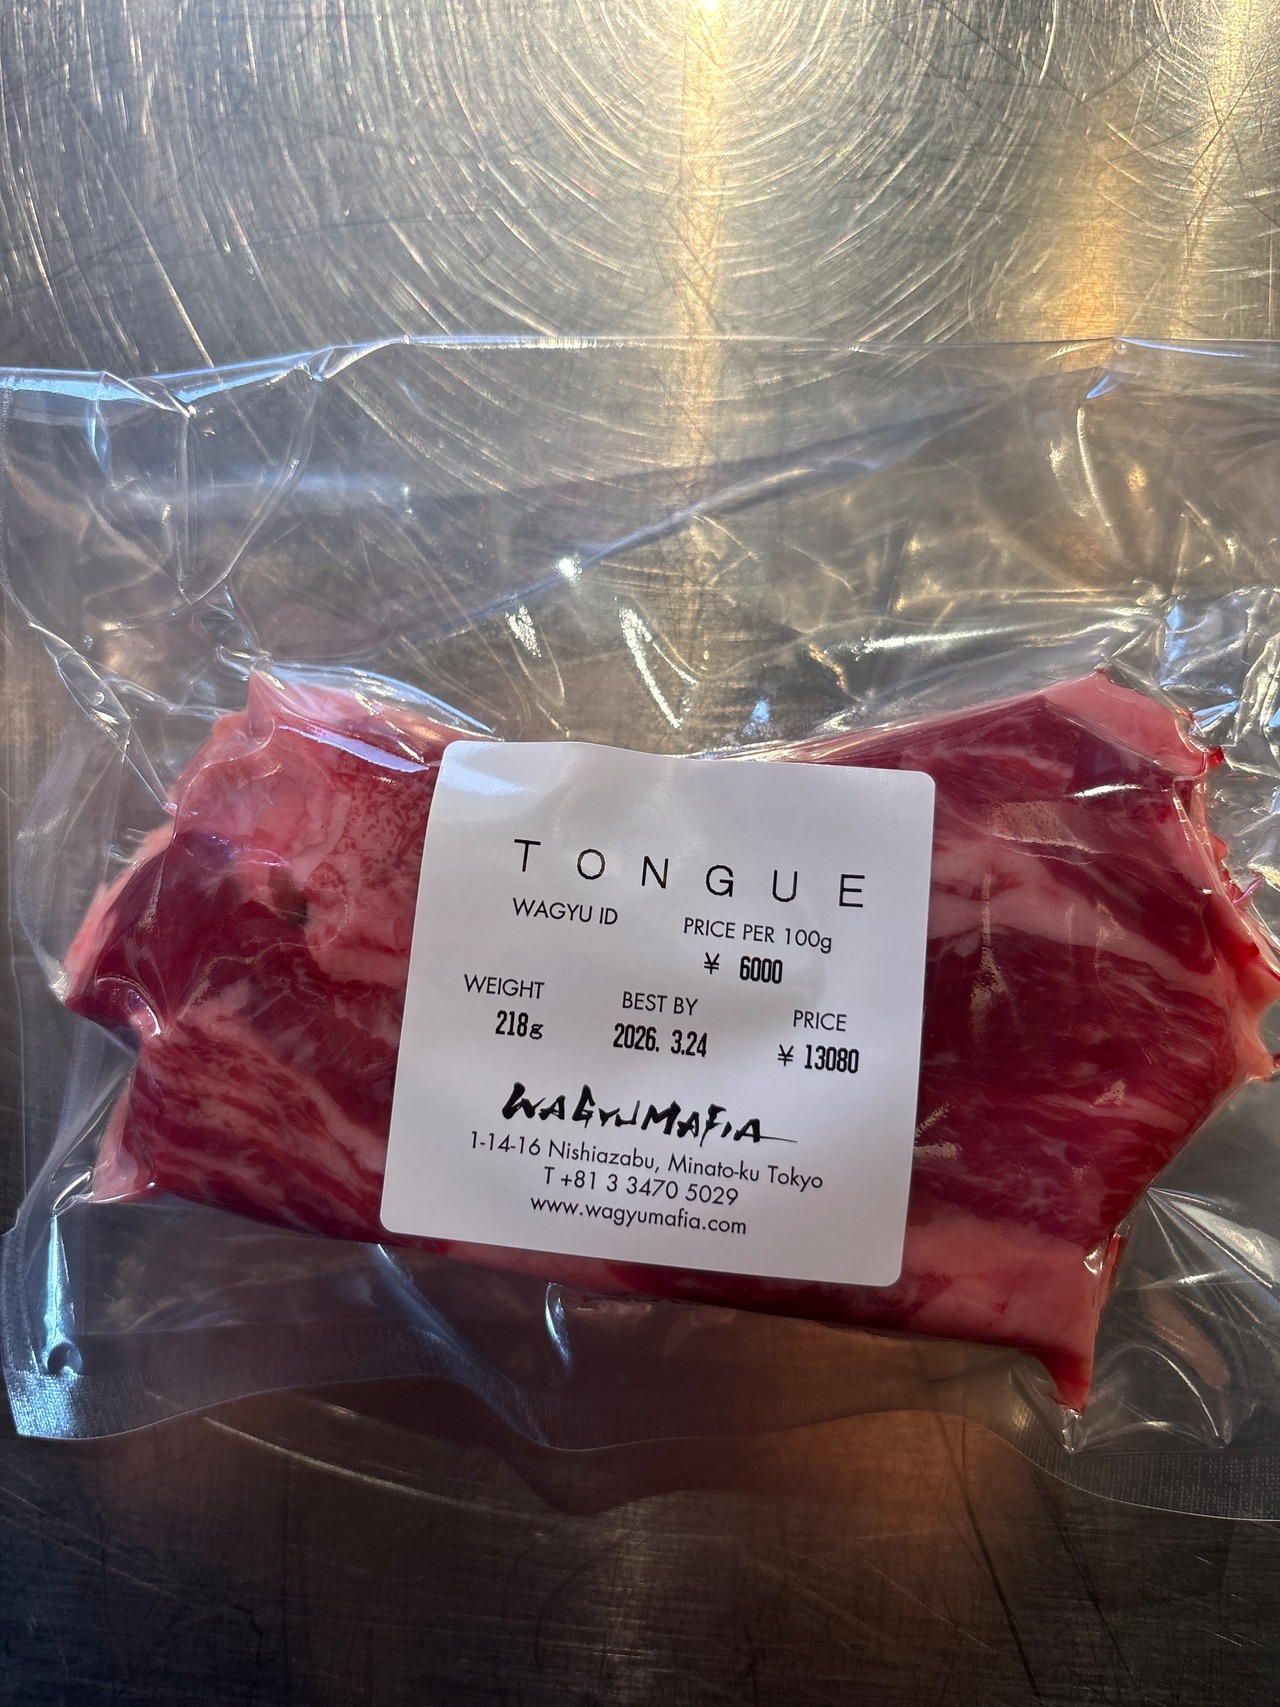 TONGUE
WAGYU ID PRICE PER 100g
¥ 6000
WEIGHT BEST BY PRICE
218g 2026. 3.24 ¥ 13080
WAGYUMAFIA
1-14-16 Nishiazabu, Minato-ku Tokyo
T +81 3 3470 5029
www.wagyumafia.com